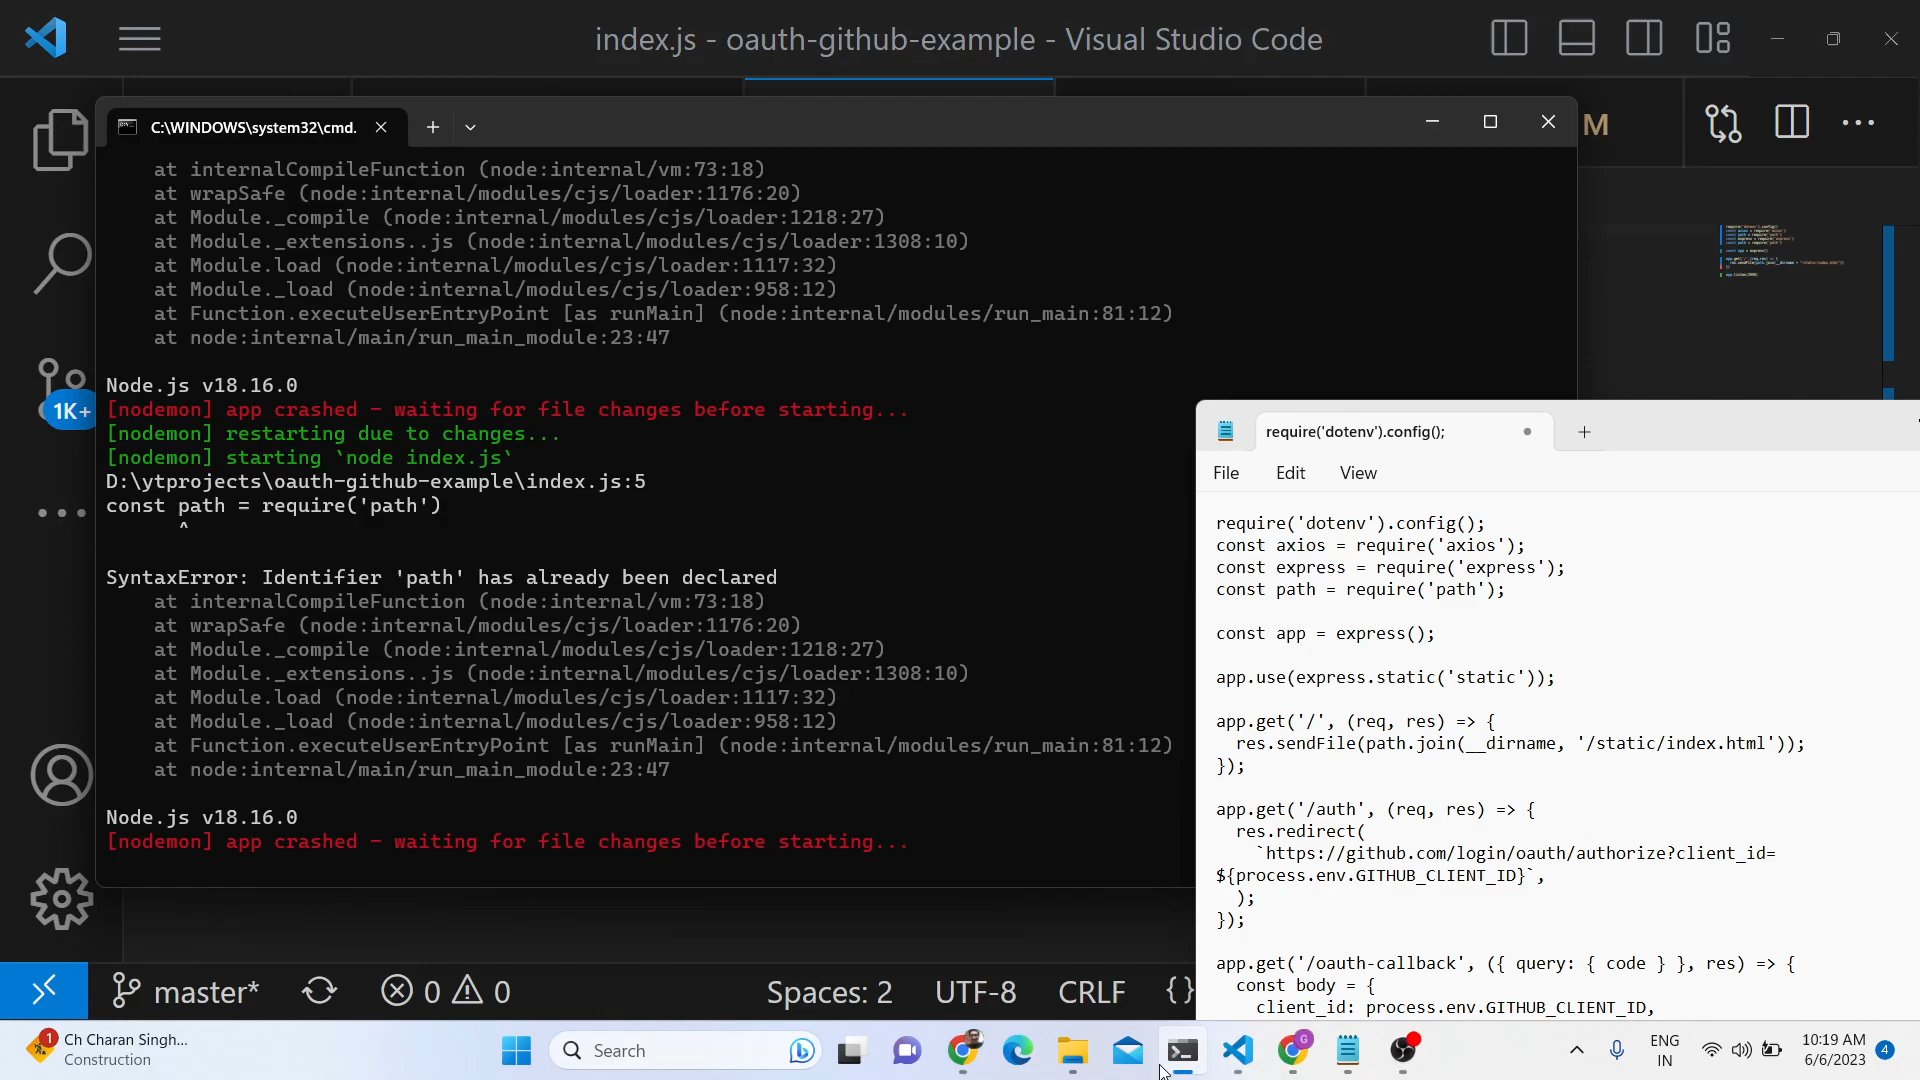 index.js - oauth-github-example - Visual Studio Code
C:\WINDOWS\system32\cmd.
M
    at internalCompileFunction (node:internal/vm:73:18)
    at wrapSafe (node:internal/modules/cjs/loader:1176:20)
    at Module._compile (node:internal/modules/cjs/loader:1218:27)
    at Module._extensions..js (node:internal/modules/cjs/loader:1308:10)
    at Module.load (node:internal/modules/cjs/loader:1117:32)
    at Module._load (node:internal/modules/cjs/loader:958:12)
    at Function.executeUserEntryPoint [as runMain] (node:internal/modules/run_main:81:12)
    at node:internal/main/run_main_module:23:47
Node.js v18.16.0
[nodemon] app crashed - waiting for file changes before starting...
[nodemon] restarting due to changes...
[nodemon] starting `node index.js`
D:\ytprojects\oauth-github-example\index.js:5
const path = require('path')
      ^
SyntaxError: Identifier 'path' has already been declared
    at internalCompileFunction (node:internal/vm:73:18)
    at wrapSafe (node:internal/modules/cjs/loader:1176:20)
    at Module._compile (node:internal/modules/cjs/loader:1218:27)
    at Module._extensions..js (node:internal/modules/cjs/loader:1308:10)
    at Module.load (node:internal/modules/cjs/loader:1117:32)
    at Module._load (node:internal/modules/cjs/loader:958:12)
    at Function.executeUserEntryPoint [as runMain] (node:internal/modules/run_main:81:12)
    at node:internal/main/run_main_module:23:47
Node.js v18.16.0
[nodemon] app crashed - waiting for file changes before starting...
1K+
require('dotenv').config();
File Edit View
require('dotenv').config();
const axios = require('axios');
const express = require('express');
const path = require('path');
const app = express();
app.use(express.static('static'));
app.get('/', (req, res) => {
  res.sendFile(path.join(__dirname, '/static/index.html'));
});
app.get('/auth', (req, res) => {
  res.redirect(
    `https://github.com/login/oauth/authorize?client_id=
${process.env.GITHUB_CLIENT_ID}`,
  );
});
app.get('/oauth-callback', ({ query: { code } }, res) => {
  const body = {
    client_id: process.env.GITHUB_CLIENT_ID,
master* 0 0 Spaces: 2 UTF-8 CRLF {}
1
Ch Charan Singh...
Construction
Search
G
ENG
IN
10:19 AM
6/6/2023
4